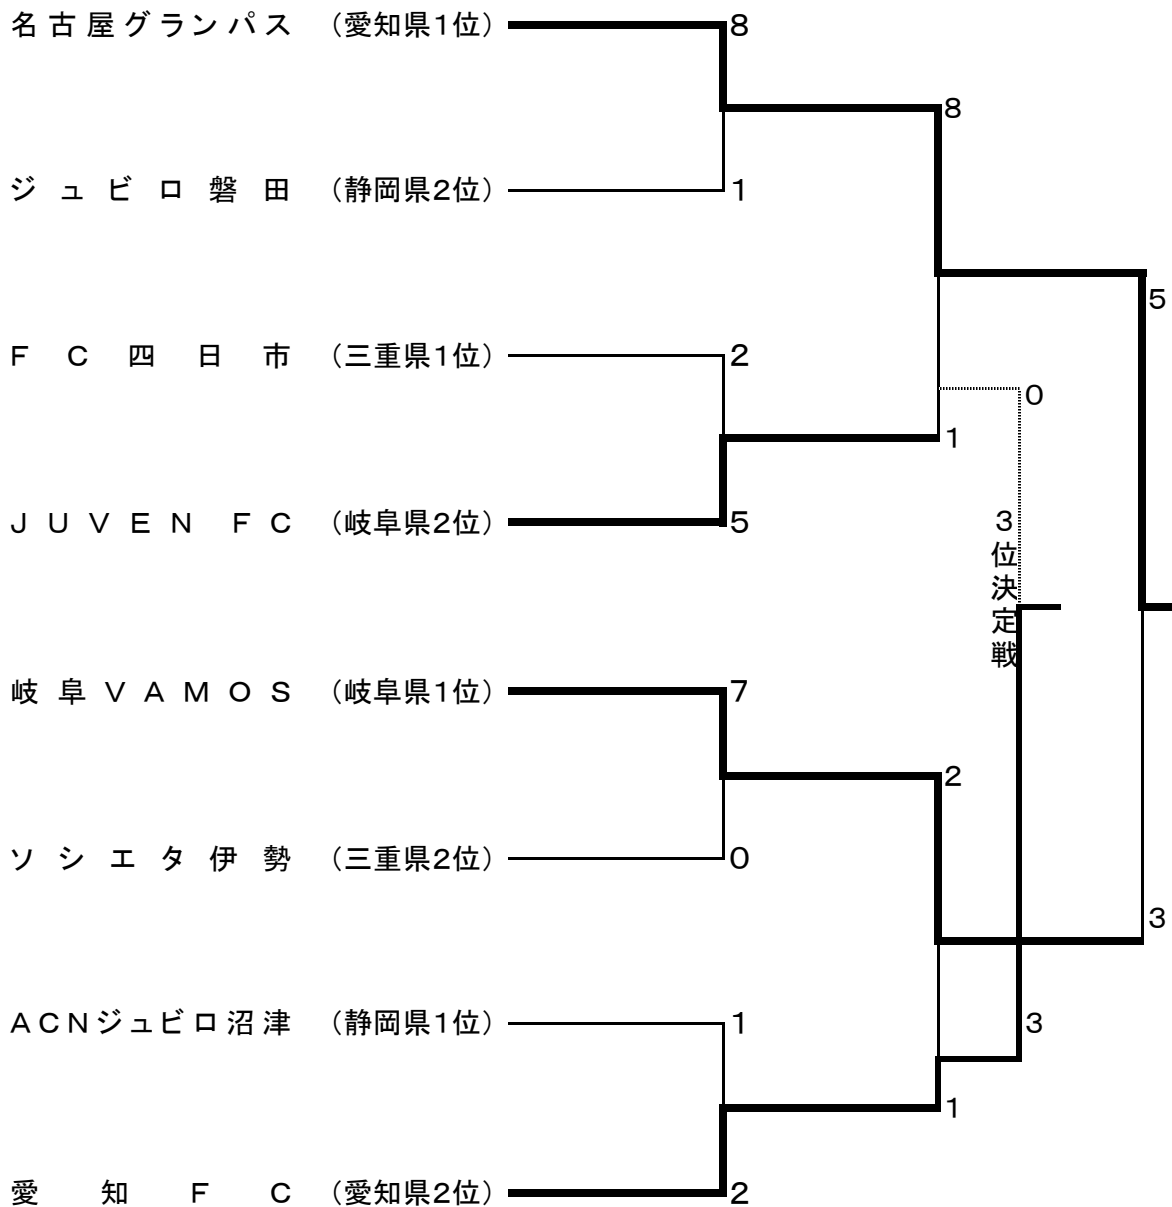 名古屋グランパス （愛知県1位） 8
8
ジュビロ磐田 （静岡県2位） 1
5
FC四日市 （三重県1位） 2
0
1
JUVEN FC （岐阜県2位） 5
3位決定戦
岐阜VAMOS （岐阜県1位） 7
2
ソシエタ伊勢 （三重県2位） 0
3
ACNジュビロ沼津 （静岡県1位） 1
3
1
愛知FC （愛知県2位） 2